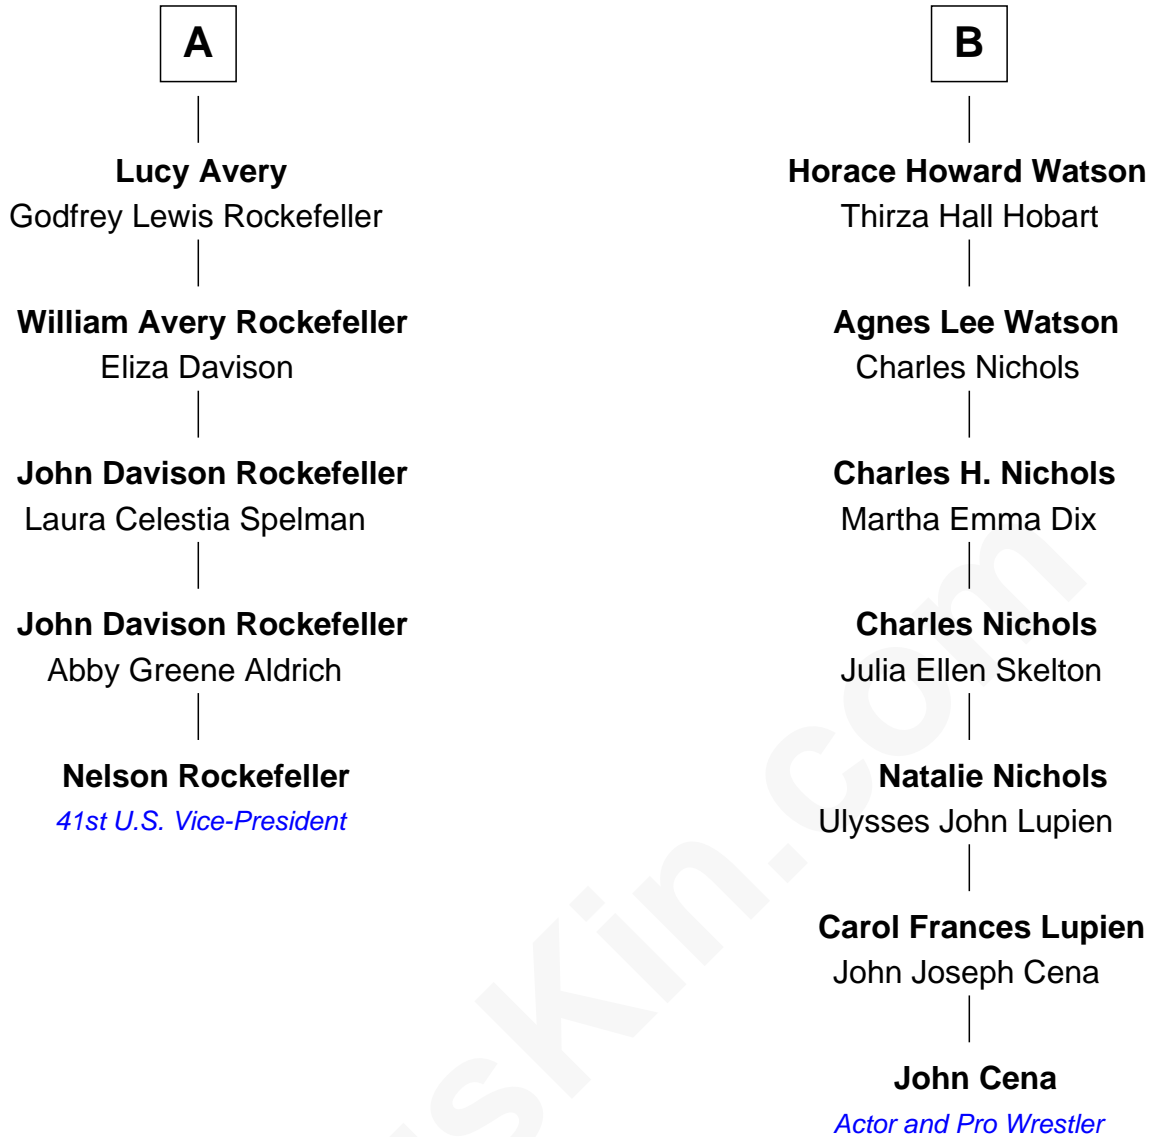 A
Lucy Avery
Godfrey Lewis Rockefeller
William Avery Rockefeller
Eliza Davison
John Davison Rockefeller
Laura Celestia Spelman
John Davison Rockefeller
Abby Greene Aldrich
Nelson Rockefeller
41st U.S. Vice-President
B
Horace Howard Watson
Thirza Hall Hobart
Agnes Lee Watson
Charles Nichols
Charles H. Nichols
Martha Emma Dix
Charles Nichols
Julia Ellen Skelton
Natalie Nichols
Ulysses John Lupien
Carol Frances Lupien
John Joseph Cena
John Cena
Actor and Pro Wrestler
sKin.com